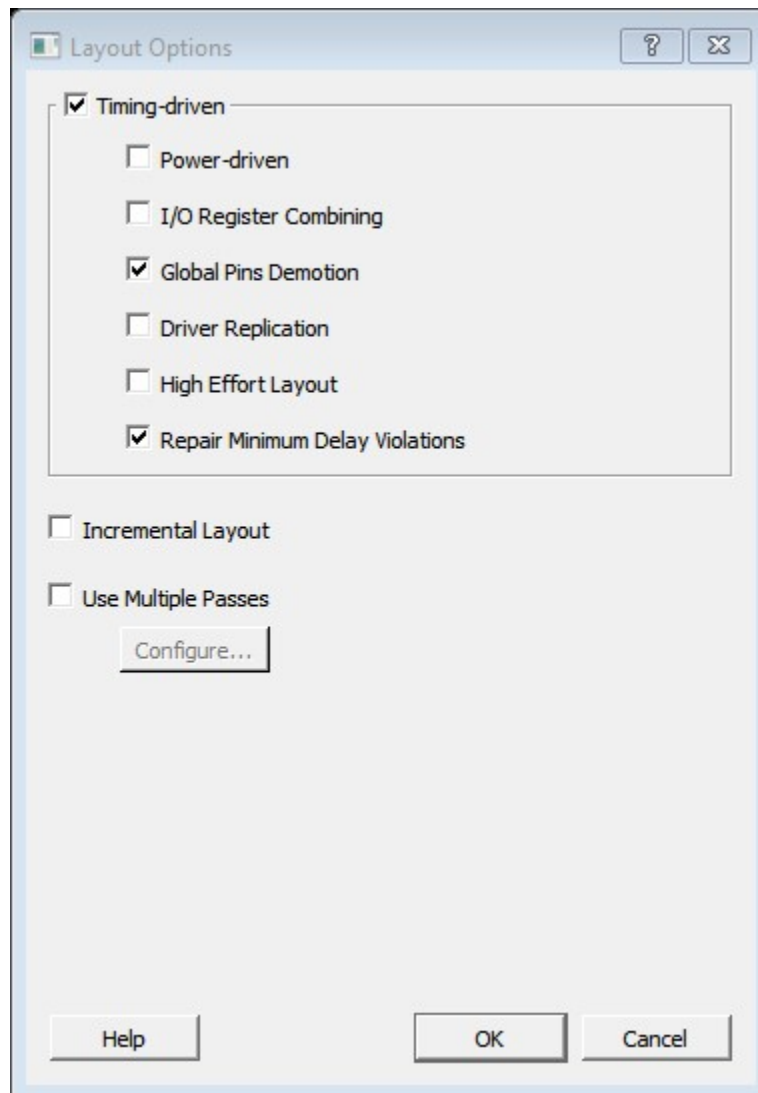 Layout Options
Timing-driven
Power-driven
I/O Register Combining
Global Pins Demotion
Driver Replication
High Effort Layout
Repair Minimum Delay Violations
Incremental Layout
Use Multiple Passes
Configure...
Help OK Cancel